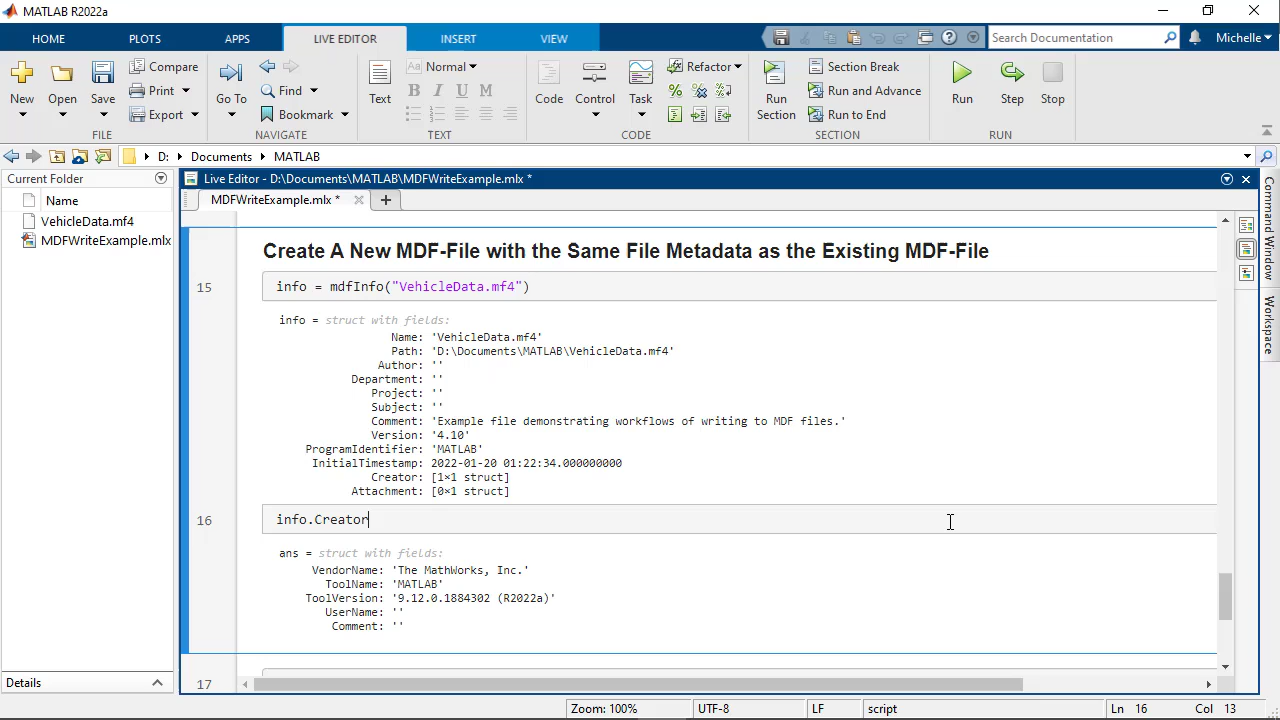 MATLAB R2022a
HOME PLOTS APPS LIVE EDITOR INSERT VIEW Search Documentation Michelle
New Open Save Compare Print Export Go To Find Bookmark Text Aa Normal B I U M Code Control Task Refactor Run Section Section Break Run and Advance Run to End Run Step Stop
FILE NAVIGATE TEXT CODE SECTION RUN
D: Documents MATLAB
Current Folder
Name
VehicleData.mf4
MDFWriteExample.mlx
Details
Live Editor - D:\Documents\MATLAB\MDFWriteExample.mlx *
MDFWriteExample.mlx *
Create A New MDF-File with the Same File Metadata as the Existing MDF-File
15 info = mdfInfo("VehicleData.mf4")
info = struct with fields:
Name: 'VehicleData.mf4'
Path: 'D:\Documents\MATLAB\VehicleData.mf4'
Author: ''
Department: ''
Project: ''
Subject: ''
Comment: 'Example file demonstrating workflows of writing to MDF files.'
Version: '4.10'
ProgramIdentifier: 'MATLAB'
InitialTimestamp: 2022-01-20 01:22:34.000000000
Creator: [1×1 struct]
Attachment: [0×1 struct]
16 info.Creator
ans = struct with fields:
VendorName: 'The MathWorks, Inc.'
ToolName: 'MATLAB'
ToolVersion: '9.12.0.1884302 (R2022a)'
UserName: ''
Comment: ''
17
Command Window
Workspace
Zoom: 100% UTF-8 LF script Ln 16 Col 13